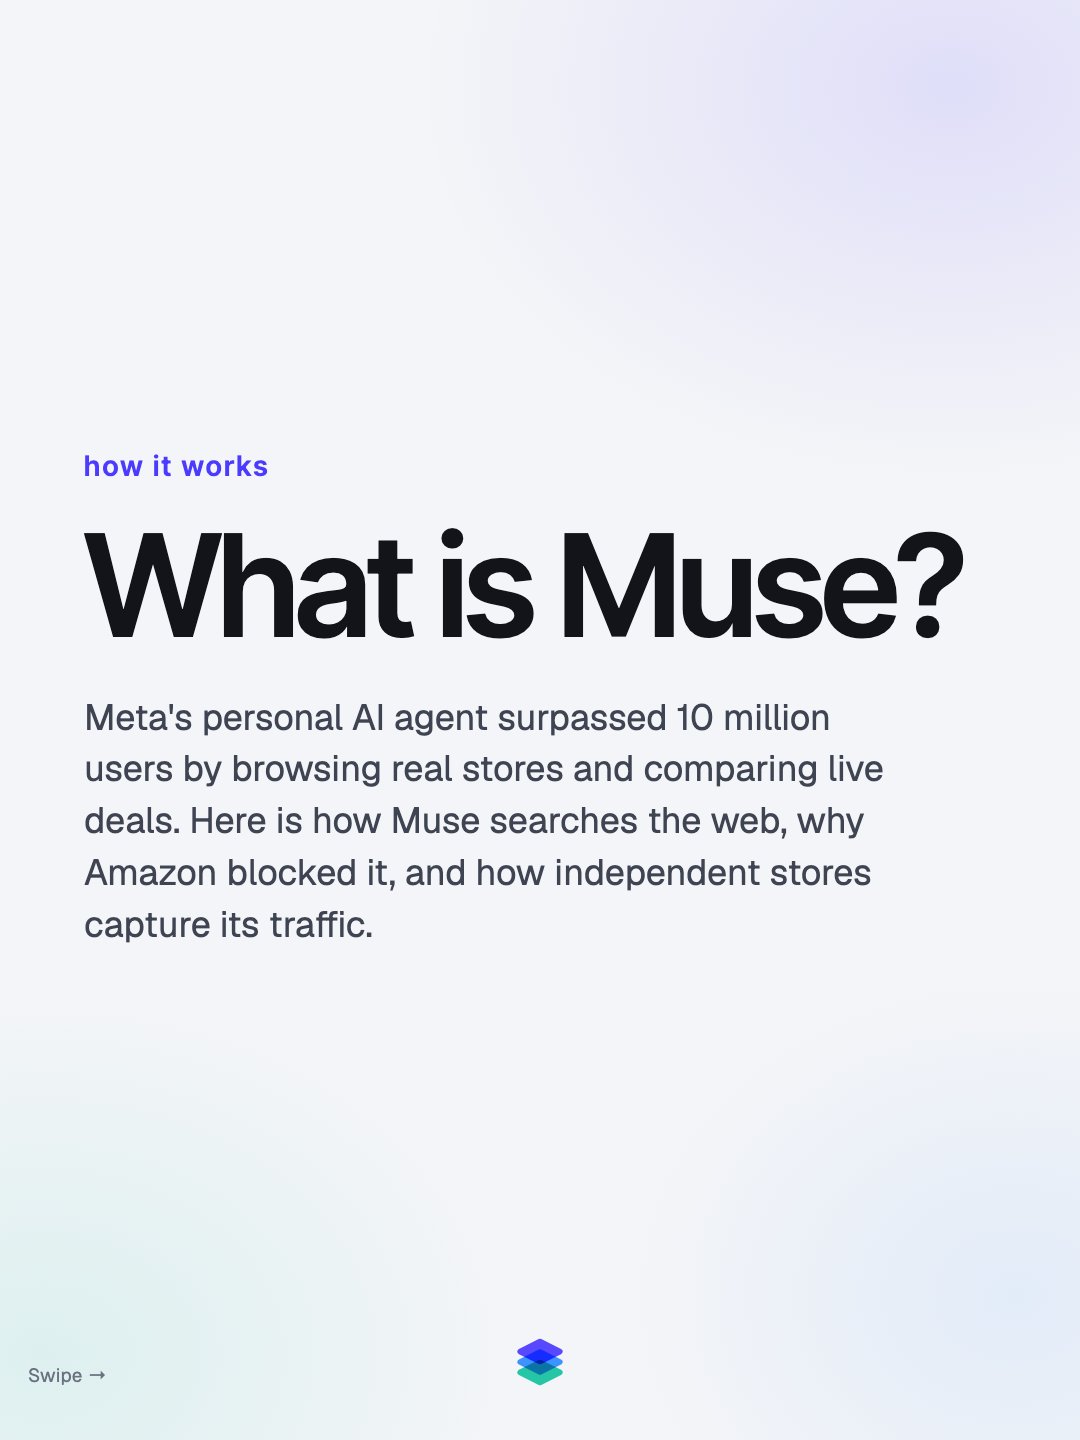 how it works
What is Muse?
Meta's personal AI agent surpassed 10 million
users by browsing real stores and comparing live
deals. Here is how Muse searches the web, why
Amazon blocked it, and how independent stores
capture its traffic.
Swipe →